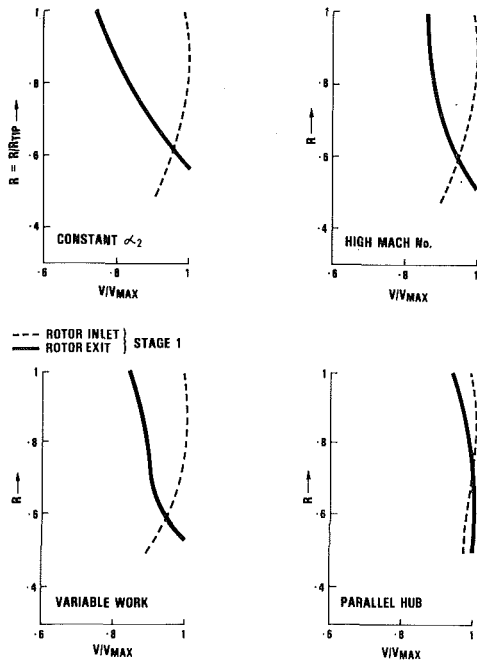 1
.8
.6
.4
R = R/RTIP →
CONSTANT α2
.6
.8
1
V/VMAX
1
.8
.6
.4
R →
HIGH MACH No.
.6
.8
1
V/VMAX
--- ROTOR INLET } STAGE 1
ROTOR EXIT
1
.8
.6
.4
R →
VARIABLE WORK
.6
.8
1
V/VMAX
1
.8
.6
.4
R →
PARALLEL HUB
.6
.8
1
V/VMAX